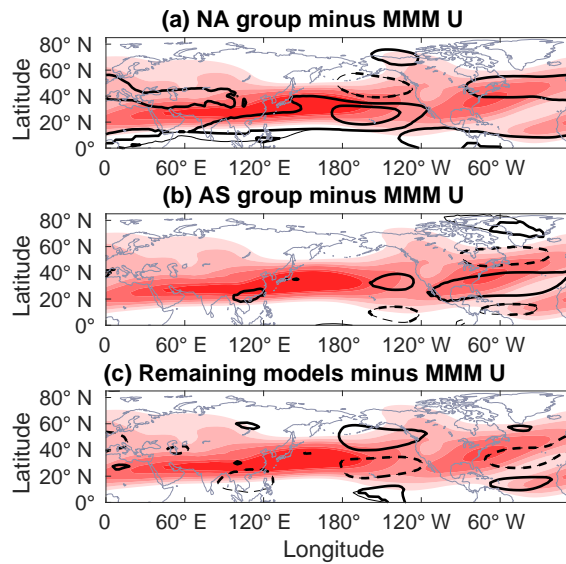 (a) NA group minus MMM U
80° N
60° N
40° N
20° N
0°
Latitude
0 60° E 120° E 180° 120° W 60° W
(b) AS group minus MMM U
80° N
60° N
40° N
20° N
0°
Latitude
0 60° E 120° E 180° 120° W 60° W
(c) Remaining models minus MMM U
80° N
60° N
40° N
20° N
0°
Latitude
0 60° E 120° E 180° 120° W 60° W
Longitude